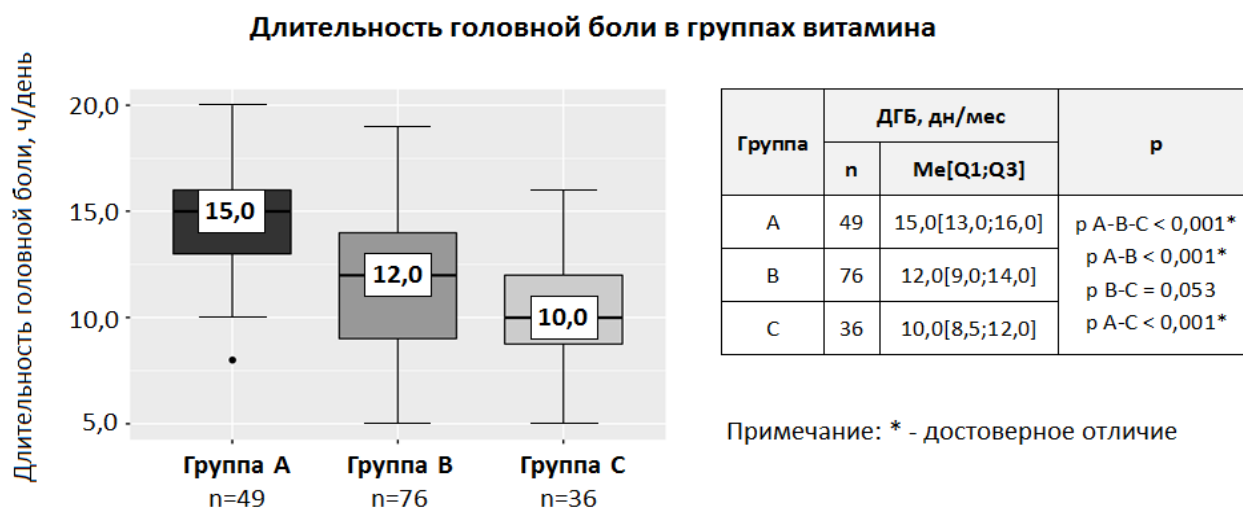 Длительность головной боли в группах витамина
Длительность головной боли, ч/день
20,0
15,0
10,0
5,0
15,0
12,0
10,0
Группа A
Группа B
Группа C
n=49
n=76
n=36
Группа
ДГБ, дн/мес
p
n
Me[Q1;Q3]
A 49 15,0[13,0;16,0]
B 76 12,0[9,0;14,0]
C 36 10,0[8,5;12,0]
p A-B-C < 0,001*
p A-B < 0,001*
p B-C = 0,053
p A-C < 0,001*
Примечание: * - достоверное отличие